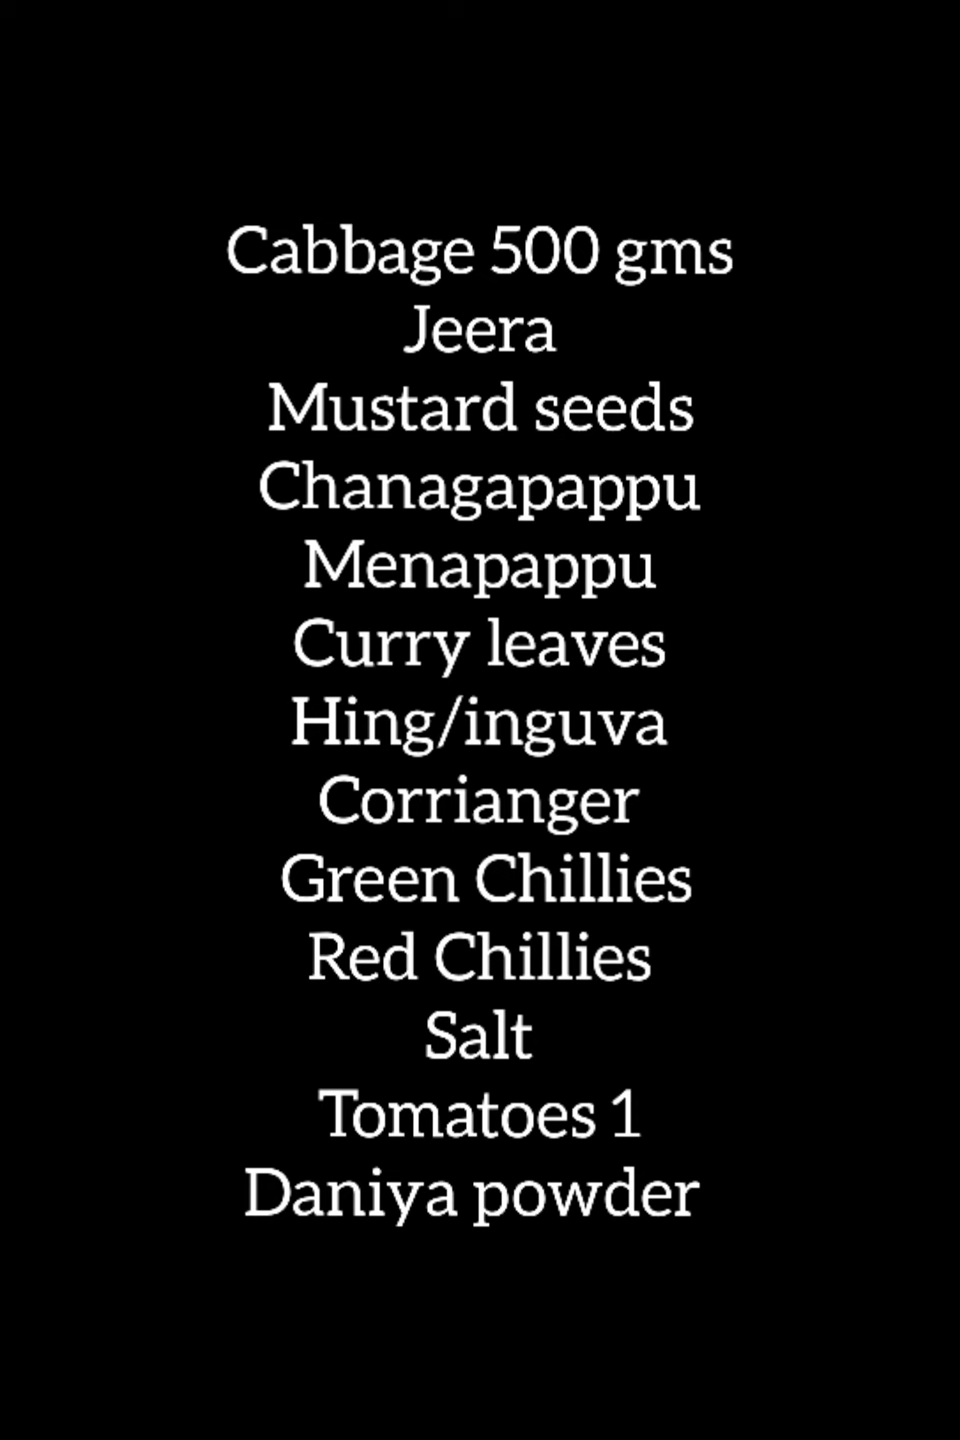 Cabbage 500 gms
Jeera
Mustard seeds
Chanagapappu
Menapappu
Curry leaves
Hing/inguva
Corrianger
Green Chillies
Red Chillies
Salt
Tomatoes 1
Daniya powder